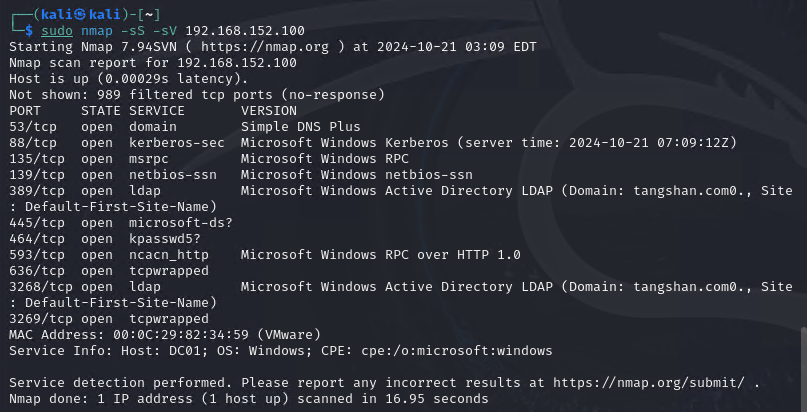 ┌──(kali㉿kali)-[~]
└─$ sudo nmap -sS -sV 192.168.152.100
Starting Nmap 7.94SVN ( https://nmap.org ) at 2024-10-21 03:09 EDT
Nmap scan report for 192.168.152.100
Host is up (0.00029s latency).
Not shown: 989 filtered tcp ports (no-response)
PORT     STATE SERVICE       VERSION
53/tcp   open  domain        Simple DNS Plus
88/tcp   open  kerberos-sec  Microsoft Windows Kerberos (server time: 2024-10-21 07:09:12Z)
135/tcp  open  msrpc         Microsoft Windows RPC
139/tcp  open  netbios-ssn   Microsoft Windows netbios-ssn
389/tcp  open  ldap          Microsoft Windows Active Directory LDAP (Domain: tangshan.com0., Site
: Default-First-Site-Name)
445/tcp  open  microsoft-ds?
464/tcp  open  kpasswd5?
593/tcp  open  ncacn_http    Microsoft Windows RPC over HTTP 1.0
636/tcp  open  tcpwrapped
3268/tcp open  ldap          Microsoft Windows Active Directory LDAP (Domain: tangshan.com0., Site
: Default-First-Site-Name)
3269/tcp open  tcpwrapped
MAC Address: 00:0C:29:82:34:59 (VMware)
Service Info: Host: DC01; OS: Windows; CPE: cpe:/o:microsoft:windows

Service detection performed. Please report any incorrect results at https://nmap.org/submit/ .
Nmap done: 1 IP address (1 host up) scanned in 16.95 seconds